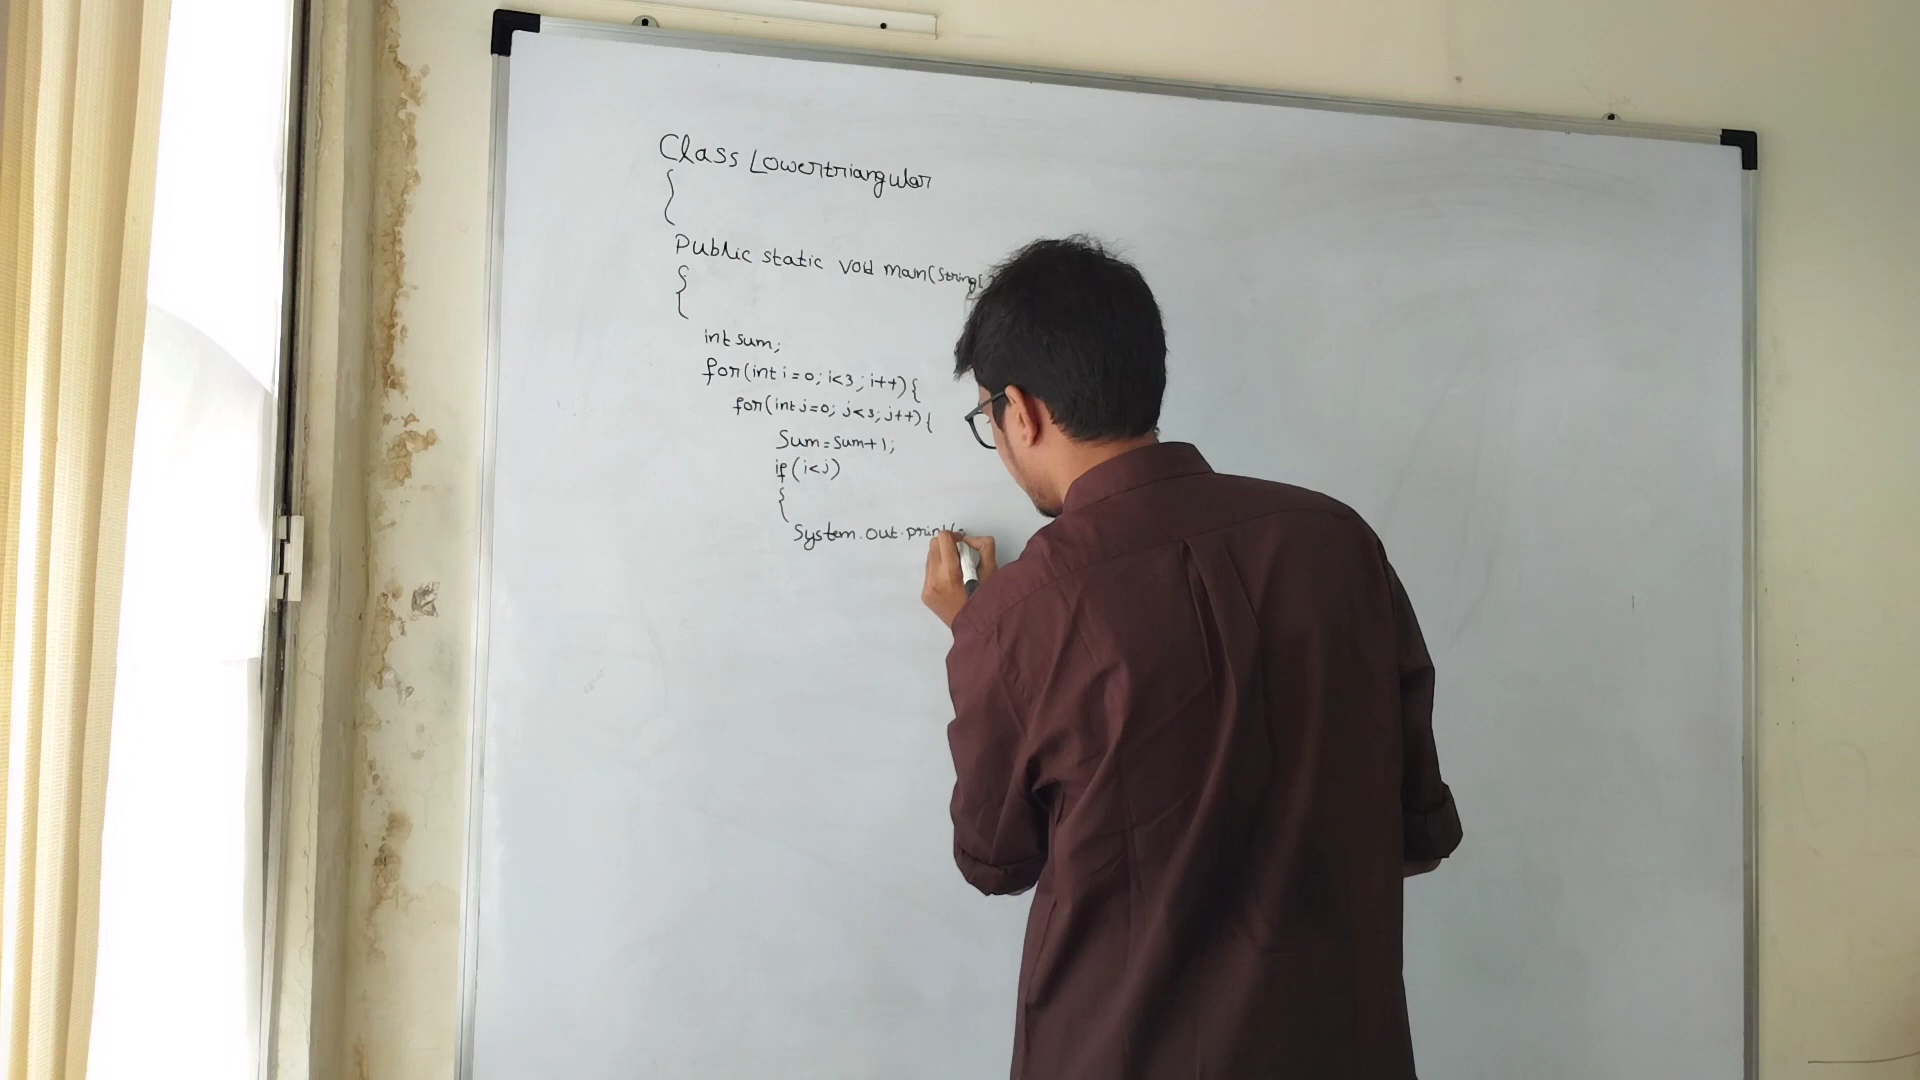 Class Lowertriangular
{
Public static void main(String[
{
int sum;
for(int i=0; i<3; i++){
for(int j=0; j<3; j++){
Sum=sum+1;
if(i<j)
{
System.out.print(